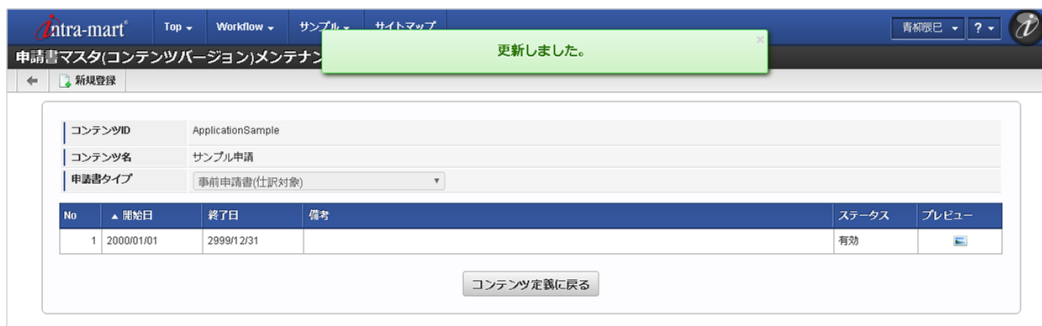 intra-mart Top Workflow サンプル サイトマップ 青柳辰巳 ?
更新しました。 ×
申請書マスタ(コンテンツバージョン)メンテナン
新規登録
コンテンツID ApplicationSample
コンテンツ名 サンプル申請
申請書タイプ 事前申請書(仕訳対象)
No ▲ 開始日 終了日 備考 ステータス プレビュー
1 2000/01/01 2999/12/31 有効
コンテンツ定義に戻る